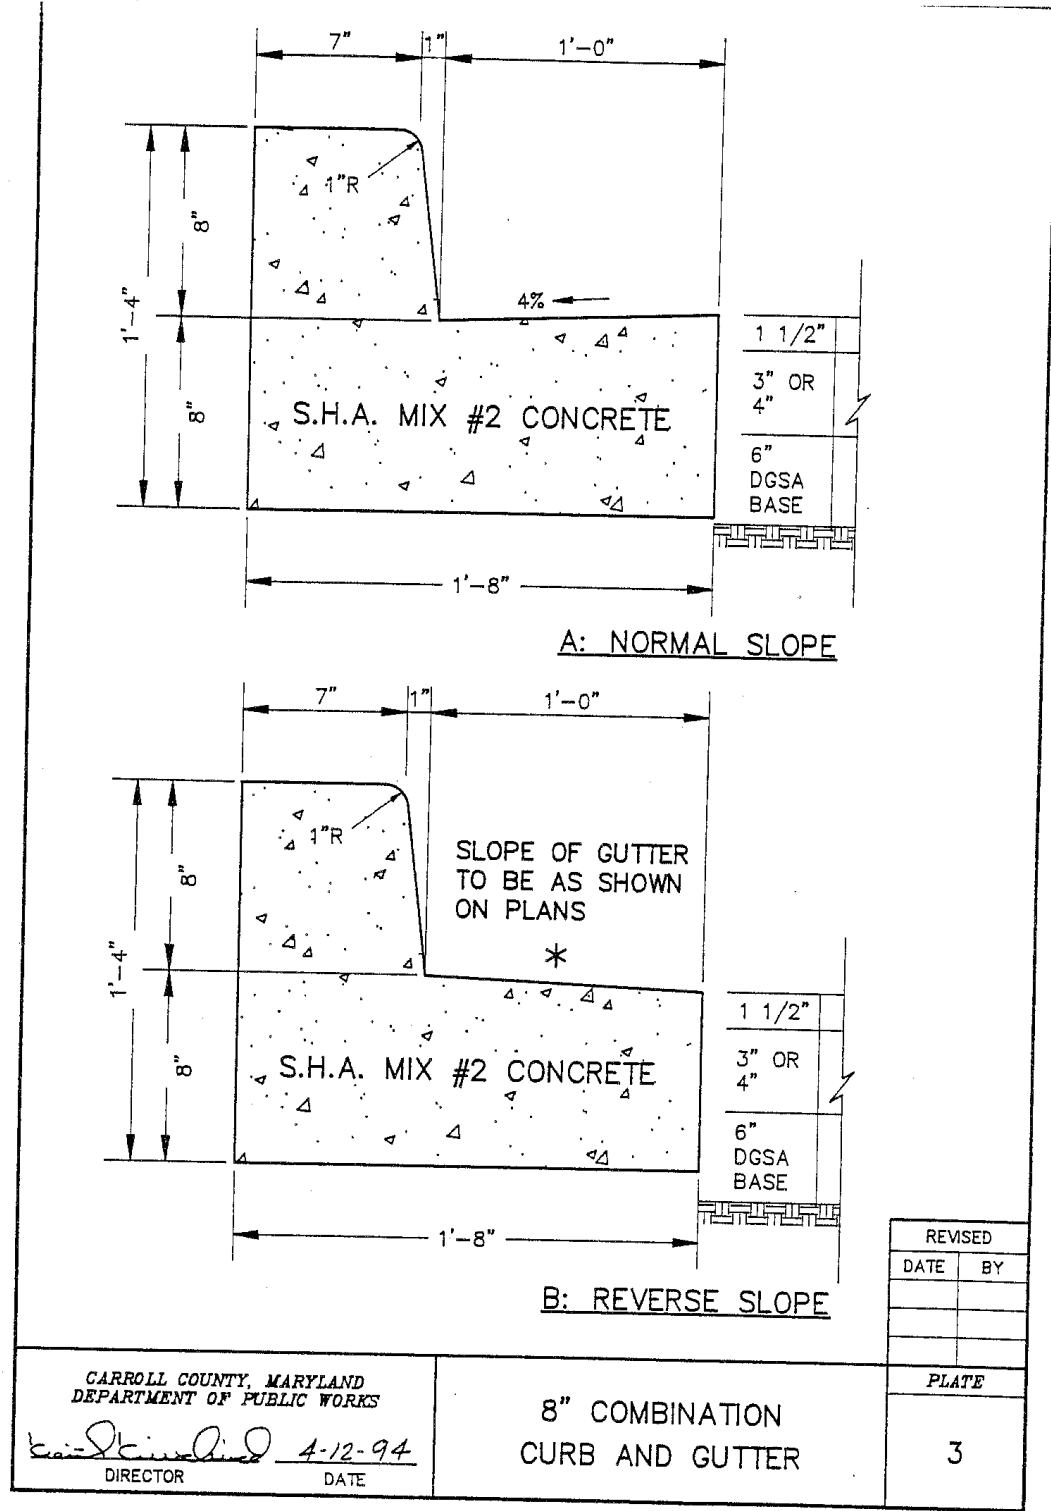 7" 1" 1'-0"
1"R
8"
1'-4"
4%
1 1/2"
8"
S.H.A. MIX #2 CONCRETE
3" OR
4"
6"
DGSA
BASE
1'-8"
A: NORMAL SLOPE
7" 1" 1'-0"
1"R
8"
SLOPE OF GUTTER
TO BE AS SHOWN
ON PLANS
*
1'-4"
1 1/2"
8"
S.H.A. MIX #2 CONCRETE
3" OR
4"
6"
DGSA
BASE
1'-8"
B: REVERSE SLOPE
REVISED
DATE BY
CARROLL COUNTY, MARYLAND
DEPARTMENT OF PUBLIC WORKS
4-12-94
DIRECTOR DATE
8" COMBINATION
CURB AND GUTTER
PLATE
3